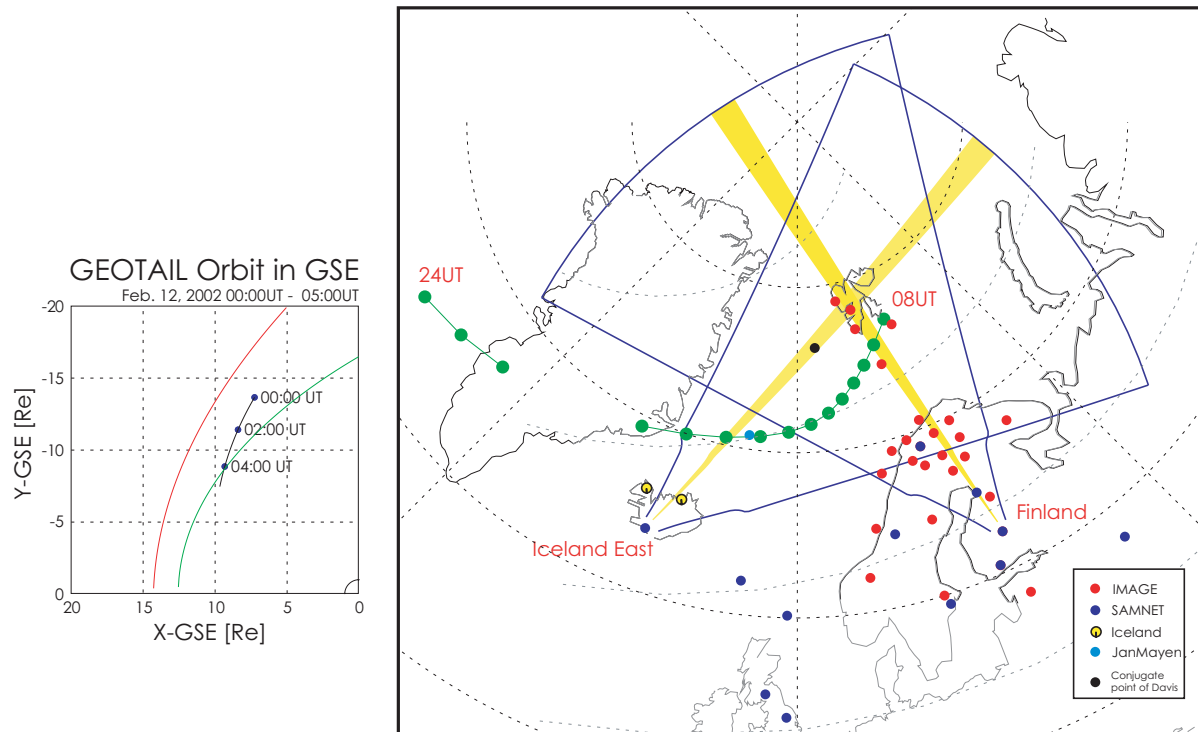 GEOTAIL Orbit in GSE
Feb. 12, 2002 00:00UT - 05:00UT
-20
-15
-10
-5
0
Y-GSE [Re]
00:00 UT
02:00 UT
04:00 UT
20
15
10
5
0
X-GSE [Re]
24UT
08UT
Iceland East
Finland
IMAGE
SAMNET
Iceland
JanMayen
Conjugate
point of Davis